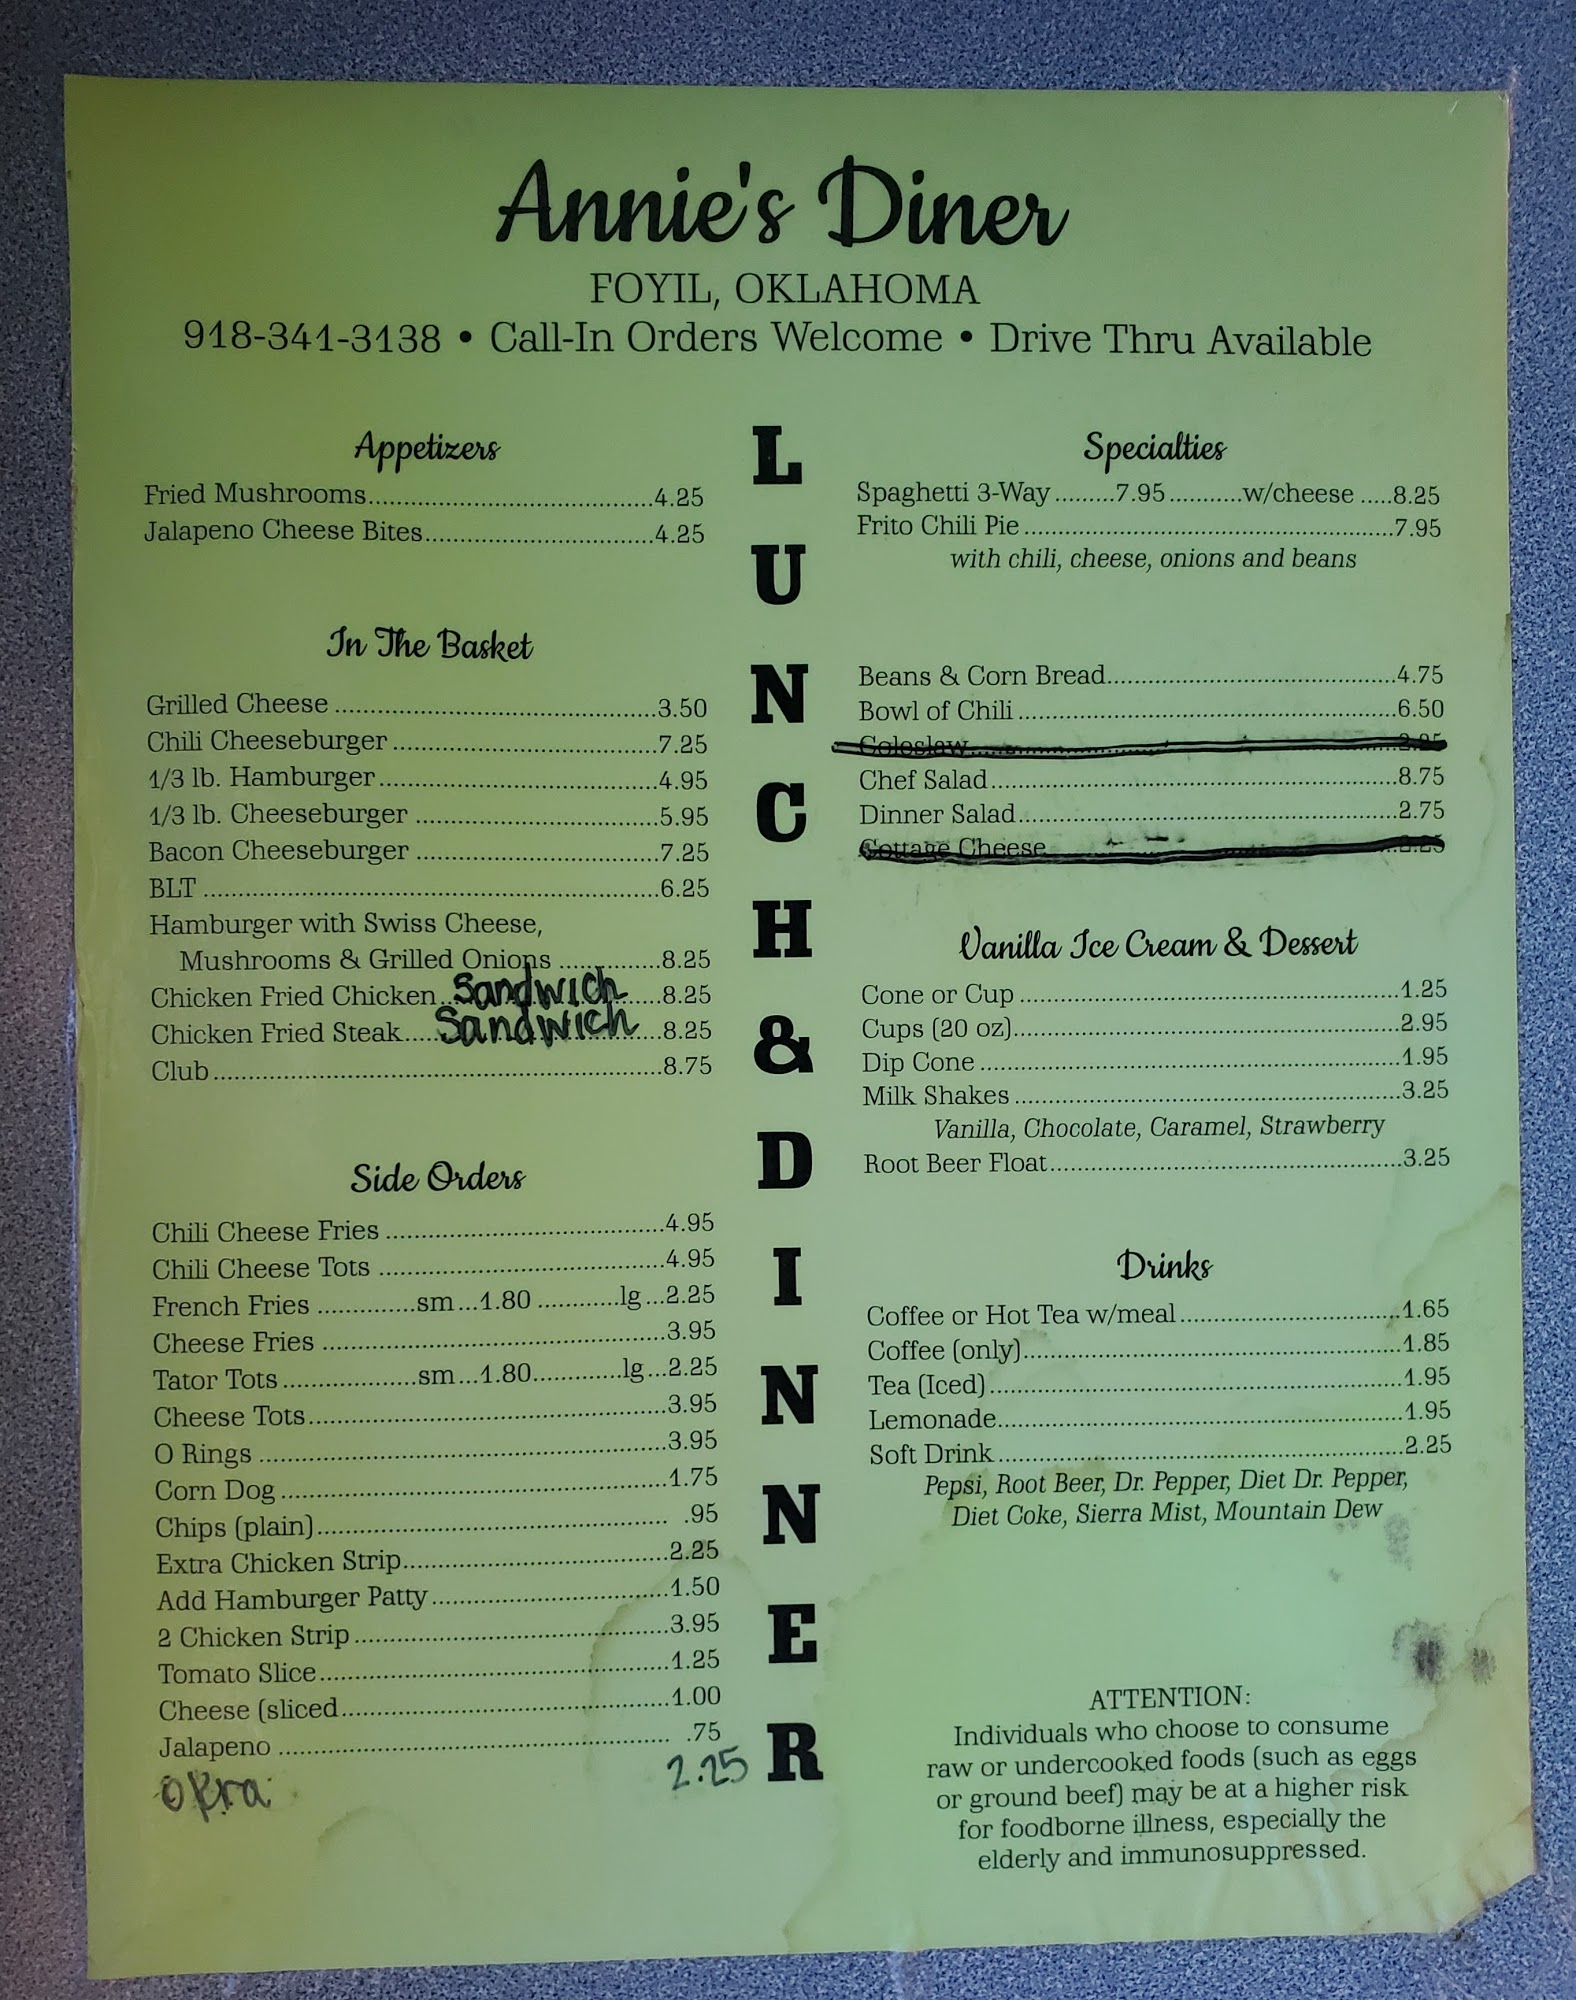 Annie's Diner
FOYIL, OKLAHOMA
918-341-3138 • Call-In Orders Welcome • Drive Thru Available
LUNCH & DINNER
Appetizers
Fried Mushrooms....................................4.25
Jalapeno Cheese Bites.............................4.25
In The Basket
Grilled Cheese .........................................3.50
Chili Cheeseburger..................................7.25
1/3 lb. Hamburger...................................4.95
1/3 lb. Cheeseburger ...............................5.95
Bacon Cheeseburger ...............................7.25
BLT ..........................................................6.25
Hamburger with Swiss Cheese,
Mushrooms & Grilled Onions .............8.25
Chicken Fried Chicken..Sandwich.....8.25
Chicken Fried Steak....Sandwich...8.25
Club.........................................................8.75
Side Orders
Chili Cheese Fries ...................................4.95
Chili Cheese Tots ....................................4.95
French Fries .............sm...1.80 ...........lg...2.25
Cheese Fries ...........................................3.95
Tator Tots.................sm...1.80............lg...2.25
Cheese Tots..............................................3.95
O Rings ....................................................3.95
Corn Dog .................................................1.75
Chips (plain)............................................ .95
Extra Chicken Strip..................................2.25
Add Hamburger Patty..............................1.50
2 Chicken Strip........................................3.95
Tomato Slice............................................1.25
Cheese (sliced..........................................1.00
Jalapeno .................................................. .75
OKra 2.25
Specialties
Spaghetti 3-Way.........7.95...........w/cheese .....8.25
Frito Chili Pie...............................................7.95
with chili, cheese, onions and beans
Beans & Corn Bread.....................................4.75
Bowl of Chili ................................................6.50
Coleslaw
Chef Salad....................................................8.75
Dinner Salad.................................................2.75
Cottage Cheese
Vanilla Ice Cream & Dessert
Cone or Cup ................................................1.25
Cups (20 oz).................................................2.95
Dip Cone .....................................................1.95
Milk Shakes .................................................3.25
Vanilla, Chocolate, Caramel, Strawberry
Root Beer Float.............................................3.25
Drinks
Coffee or Hot Tea w/meal............................1.65
Coffee (only)................................................1.85
Tea (Iced).....................................................1.95
Lemonade....................................................1.95
Soft Drink....................................................2.25
Pepsi, Root Beer, Dr. Pepper, Diet Dr. Pepper,
Diet Coke, Sierra Mist, Mountain Dew
ATTENTION:
Individuals who choose to consume
raw or undercooked foods (such as eggs
or ground beef) may be at a higher risk
for foodborne illness, especially the
elderly and immunosuppressed.